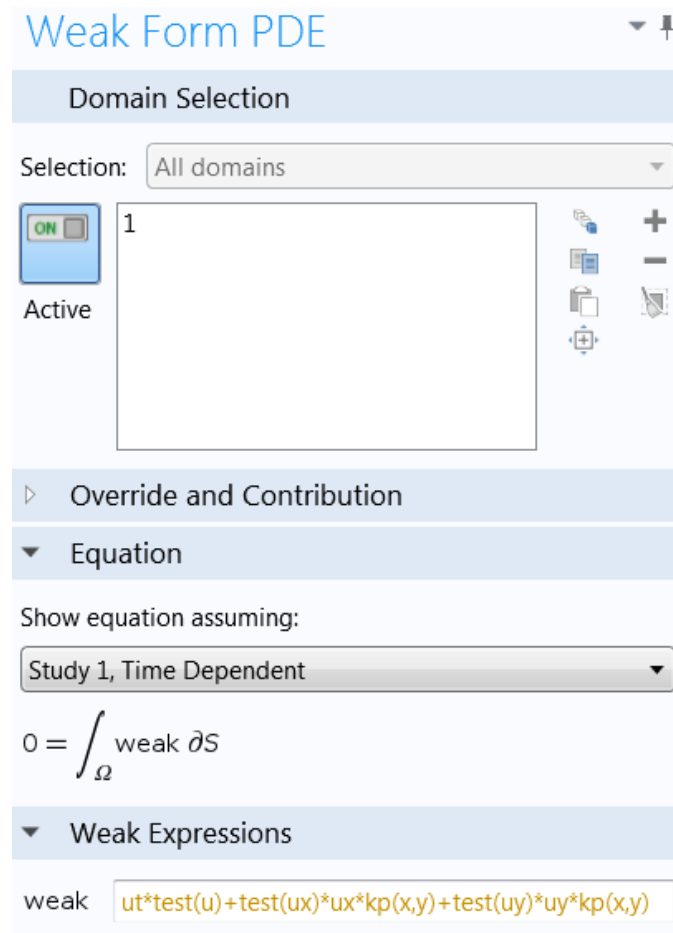 Weak Form PDE
Domain Selection
Selection: All domains
ON 1
Active
Override and Contribution
Equation
Show equation assuming:
Study 1, Time Dependent
0 = ∫Ω weak ∂S
Weak Expressions
weak ut*test(u)+test(ux)*ux*kp(x,y)+test(uy)*uy*kp(x,y)